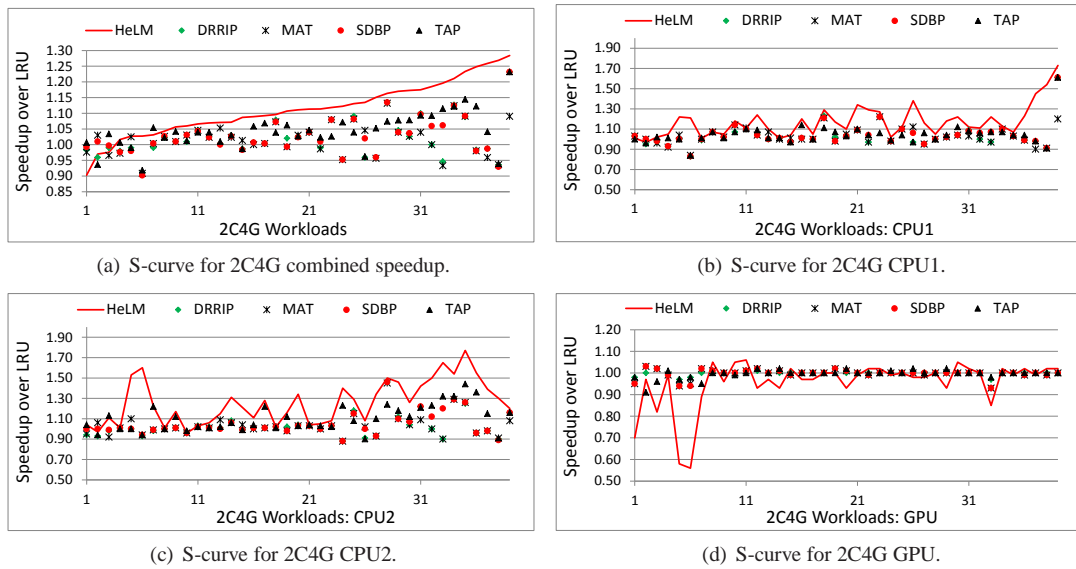 HeLM DRRIP MAT SDBP TAP
Speedup over LRU
1.30
1.25
1.20
1.15
1.10
1.05
1.00
0.95
0.90
0.85
1 11 21 31
2C4G Workloads
(a) S-curve for 2C4G combined speedup.
HeLM DRRIP MAT SDBP TAP
Speedup over LRU
1.90
1.70
1.50
1.30
1.10
0.90
0.70
0.50
1 11 21 31
2C4G Workloads: CPU1
(b) S-curve for 2C4G CPU1.
HeLM DRRIP MAT SDBP TAP
Speedup over LRU
1.90
1.70
1.50
1.30
1.10
0.90
0.70
0.50
1 11 21 31
2C4G Workloads: CPU2
(c) S-curve for 2C4G CPU2.
HeLM DRRIP MAT SDBP TAP
Speedup over LRU
1.20
1.10
1.00
0.90
0.80
0.70
0.60
0.50
1 11 21 31
2C4G Workloads: GPU
(d) S-curve for 2C4G GPU.